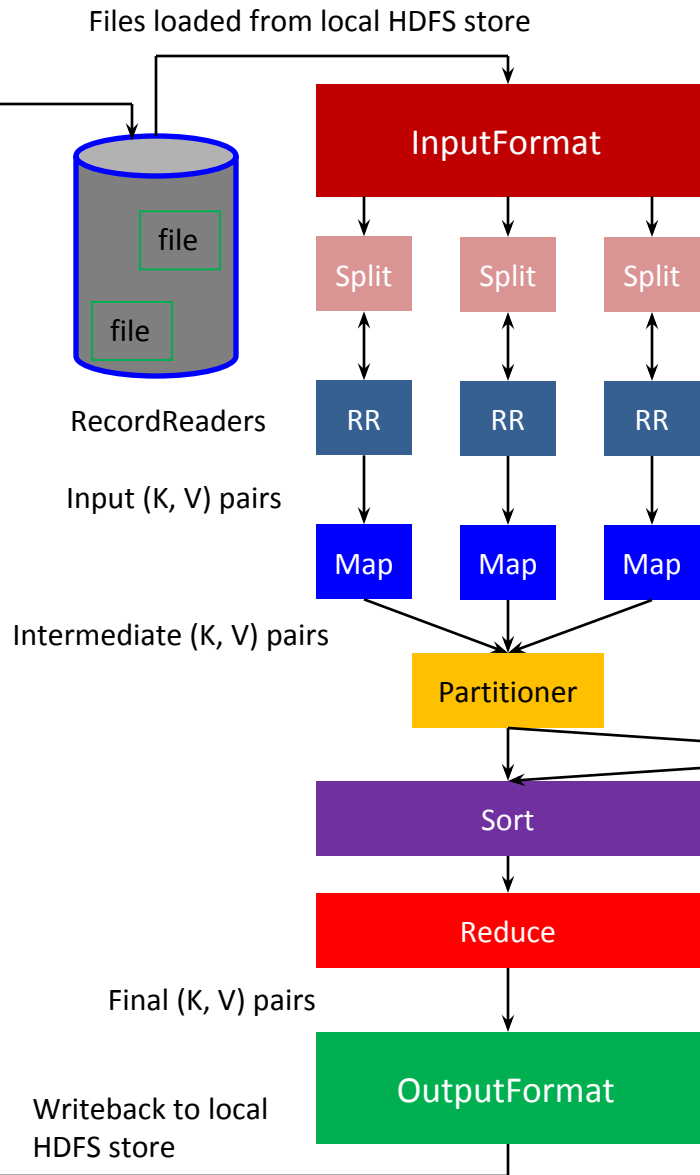 Files loaded from local HDFS store
InputFormat
file
file
Split Split Split
RecordReaders
RR RR RR
Input (K, V) pairs
Map Map Map
Intermediate (K, V) pairs
Partitioner
Sort
Reduce
Final (K, V) pairs
OutputFormat
Writeback to local
HDFS store